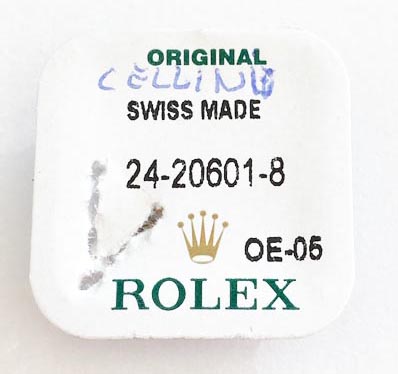 ORIGINAL
CELLINI
SWISS MADE
24-20601-8
OE-05
ROLEX